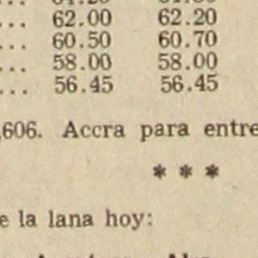 ... 62.00 62.20
... 60.50 60.70
... 58.00 58.00
... 56.45 56.45
,606. Accra para entre
* * *
e la lana hoy: